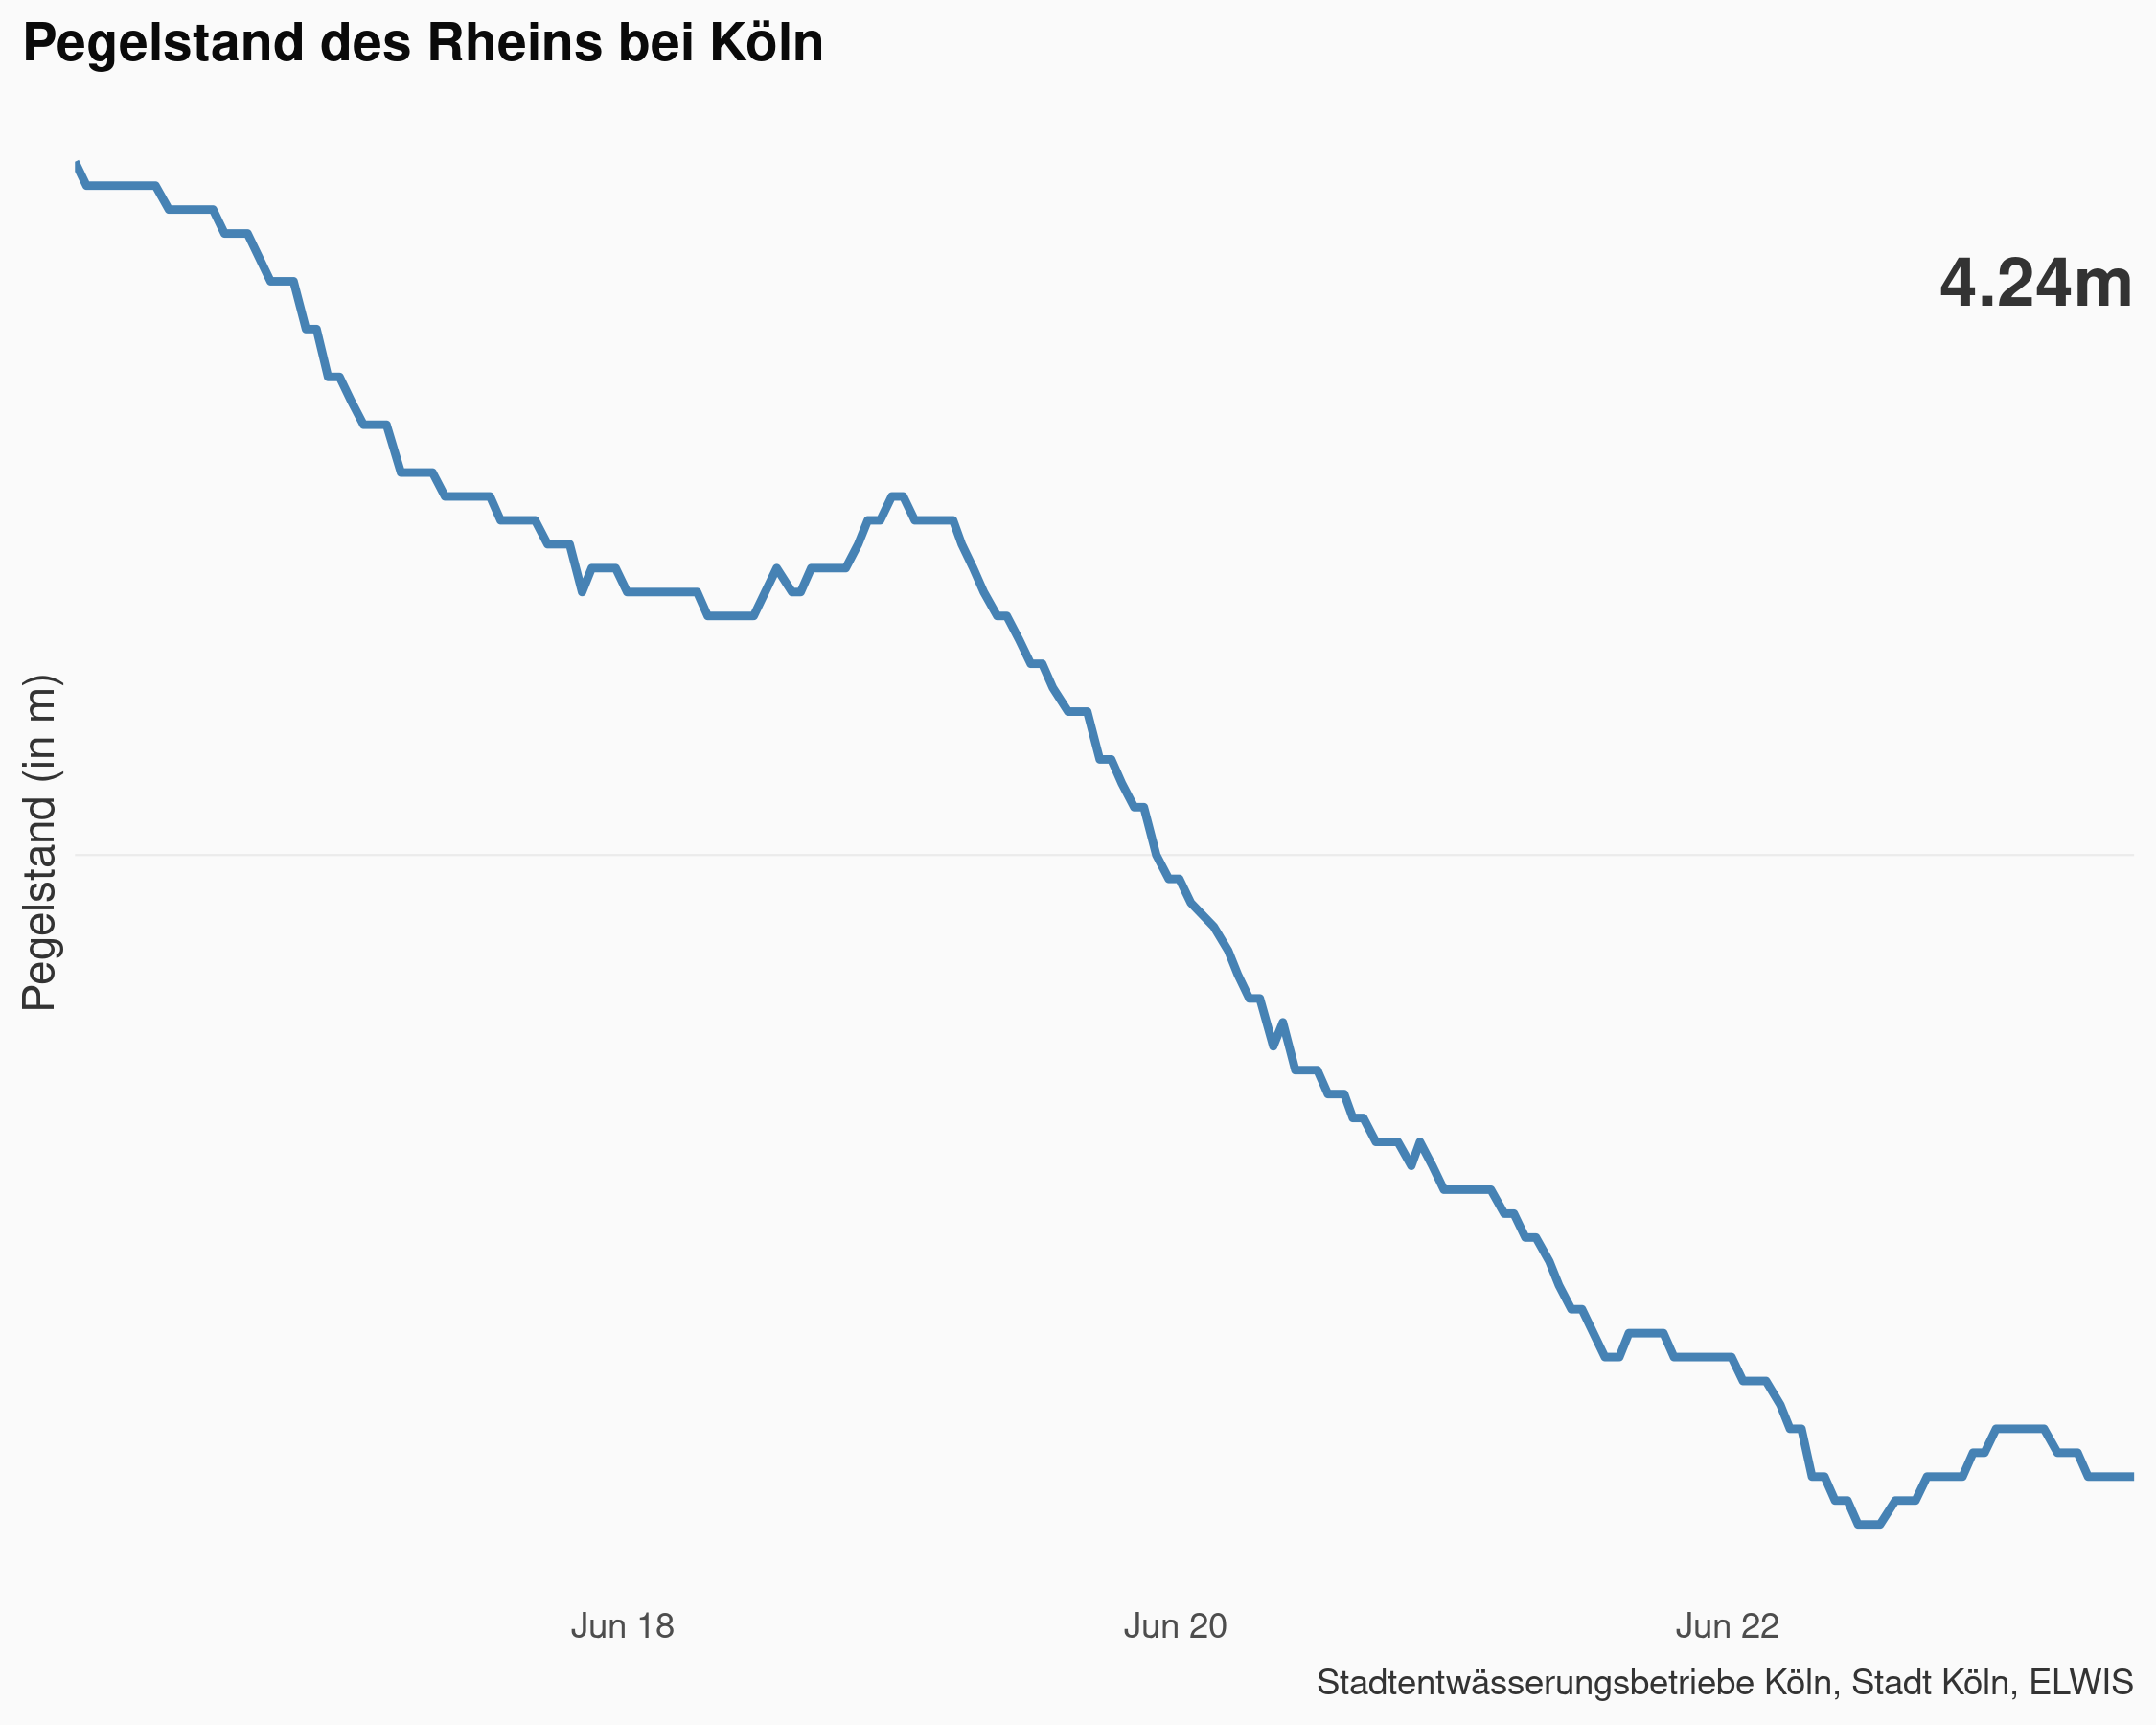 Pegelstand des Rheins bei Köln
4.24m
Pegelstand (in m)
Jun 18
Jun 20
Jun 22
Stadtentwässerungsbetriebe Köln, Stadt Köln, ELWIS